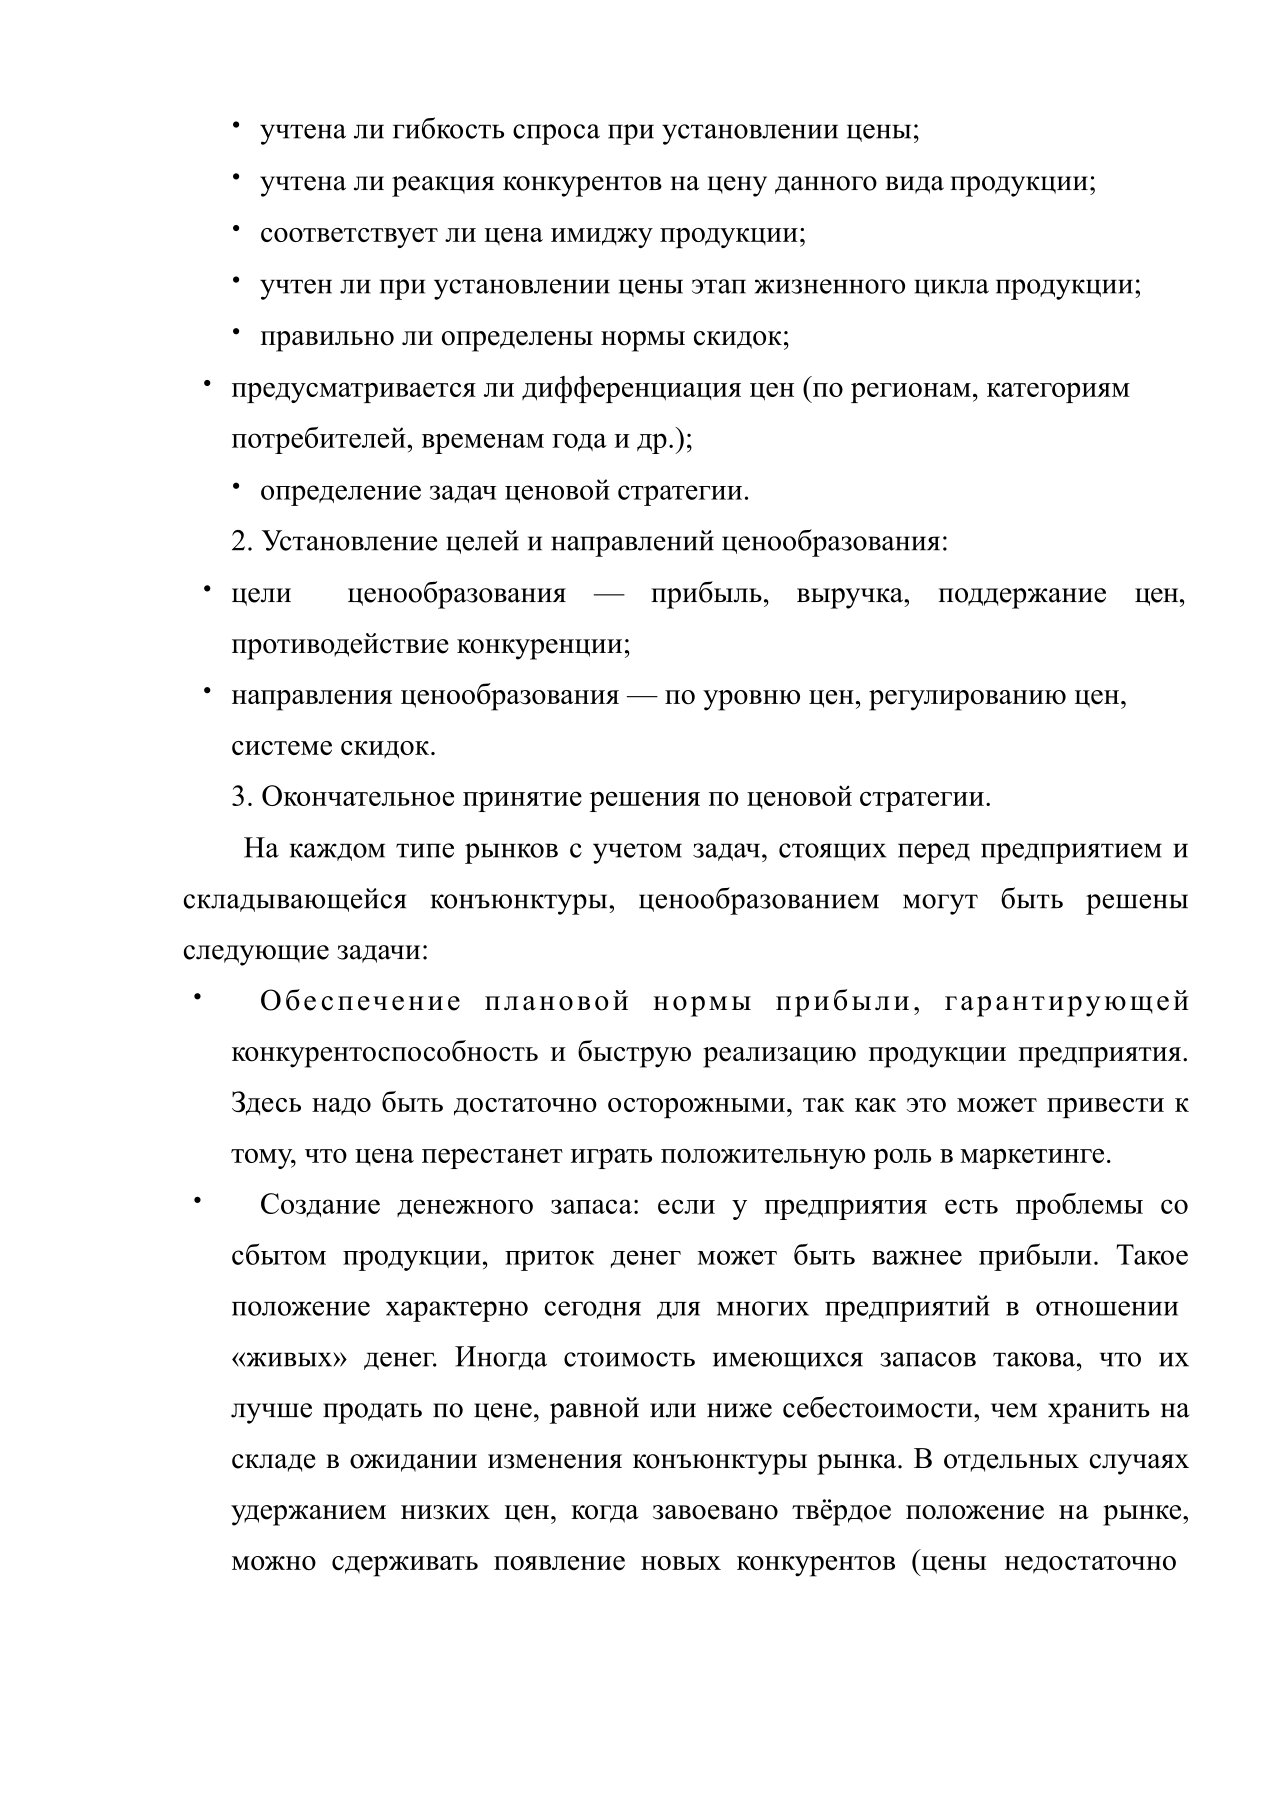 • учтена ли гибкость спроса при установлении цены;
• учтена ли реакция конкурентов на цену данного вида продукции;
• соответствует ли цена имиджу продукции;
• учтен ли при установлении цены этап жизненного цикла продукции;
• правильно ли определены нормы скидок;
• предусматривается ли дифференциация цен (по регионам, категориям
потребителей, временам года и др.);
• определение задач ценовой стратегии.
2. Установление целей и направлений ценообразования:
• цели ценообразования — прибыль, выручка, поддержание цен,
противодействие конкуренции;
• направления ценообразования — по уровню цен, регулированию цен,
системе скидок.
3. Окончательное принятие решения по ценовой стратегии.
На каждом типе рынков с учетом задач, стоящих перед предприятием и
складывающейся конъюнктуры, ценообразованием могут быть решены
следующие задачи:
• Обеспечение плановой нормы прибыли, гарантирующей
конкурентоспособность и быструю реализацию продукции предприятия.
Здесь надо быть достаточно осторожными, так как это может привести к
тому, что цена перестанет играть положительную роль в маркетинге.
• Создание денежного запаса: если у предприятия есть проблемы со
сбытом продукции, приток денег может быть важнее прибыли. Такое
положение характерно сегодня для многих предприятий в отношении
«живых» денег. Иногда стоимость имеющихся запасов такова, что их
лучше продать по цене, равной или ниже себестоимости, чем хранить на
складе в ожидании изменения конъюнктуры рынка. В отдельных случаях
удержанием низких цен, когда завоевано твёрдое положение на рынке,
можно сдерживать появление новых конкурентов (цены недостаточно